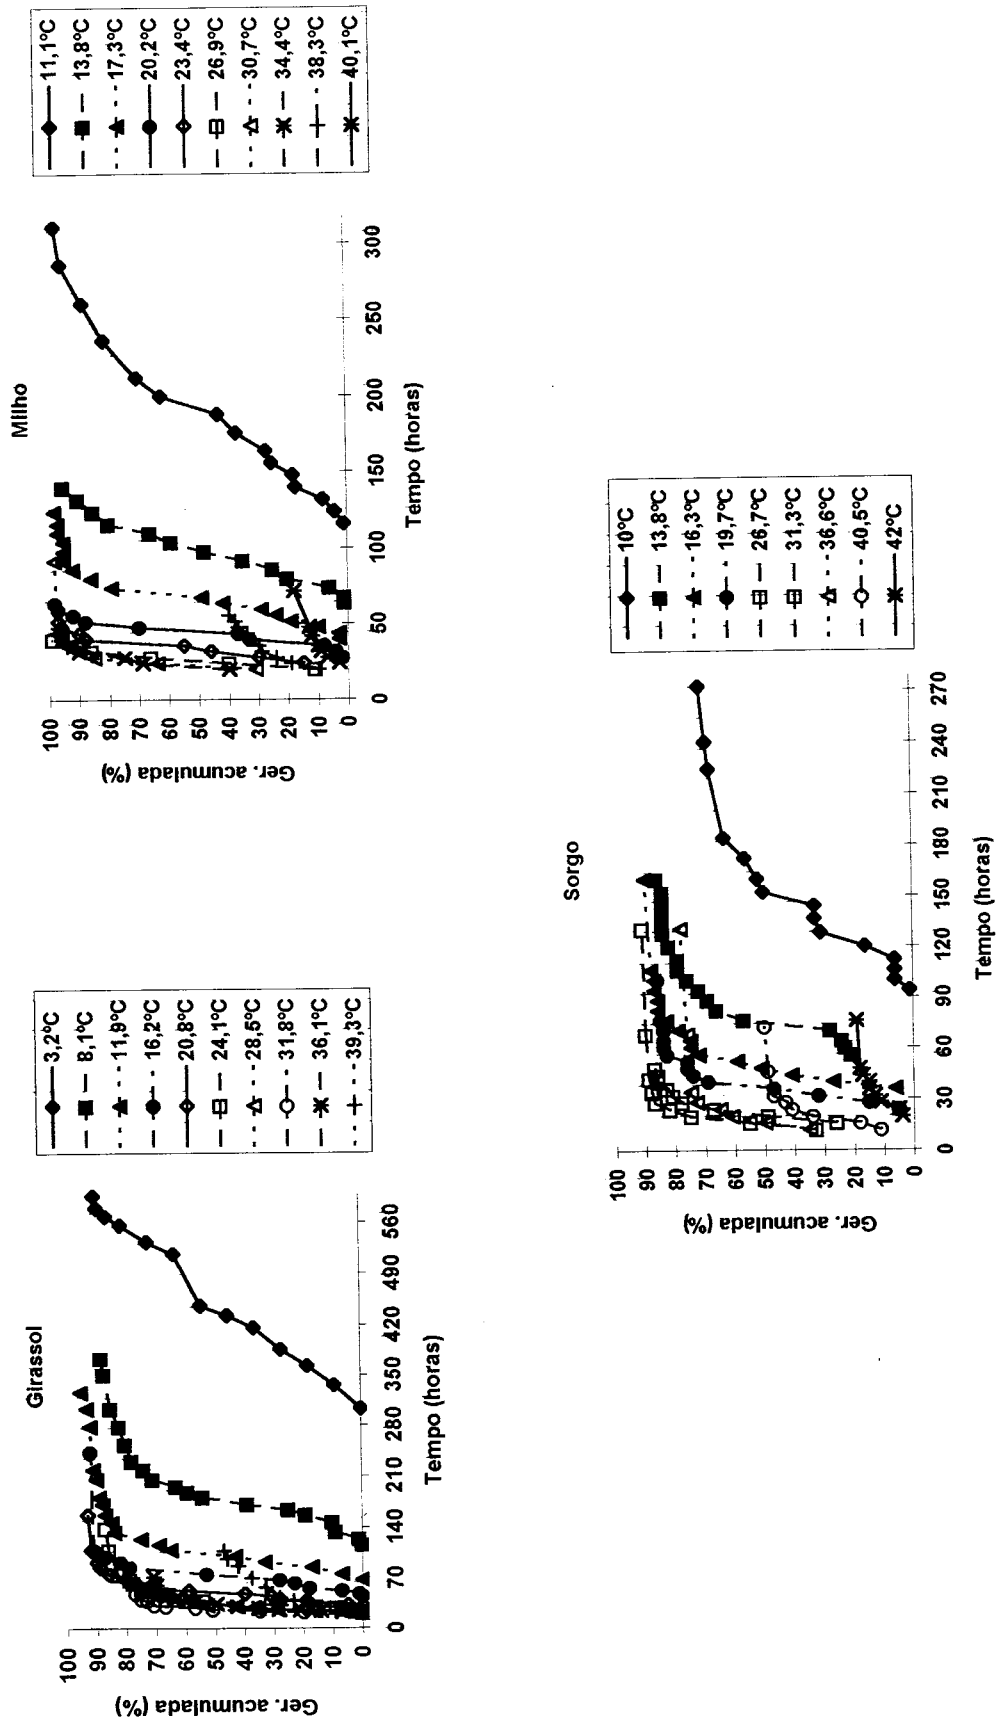 Girassol
Ger. acumulada (%)
100
90
80
70
60
50
40
30
20
10
0
0
70
140
210
280
350
420
490
560
Tempo (horas)
3,2ºC
8,1ºC
11,9ºC
16,2ºC
20,8ºC
24,1ºC
28,5ºC
31,8ºC
36,1ºC
39,3ºC
Milho
Ger. acumulada (%)
100
90
80
70
60
50
40
30
20
10
0
0
50
100
150
200
250
300
Tempo (horas)
11,1ºC
13,8ºC
17,3ºC
20,2ºC
23,4ºC
26,9ºC
30,7ºC
34,4ºC
38,3ºC
40,1ºC
Sorgo
Ger. acumulada (%)
100
90
80
70
60
50
40
30
20
10
0
0
30
60
90
120
150
180
210
240
270
Tempo (horas)
10ºC
13,8ºC
16,3ºC
19,7ºC
26,7ºC
31,3ºC
36,6ºC
40,5ºC
42ºC